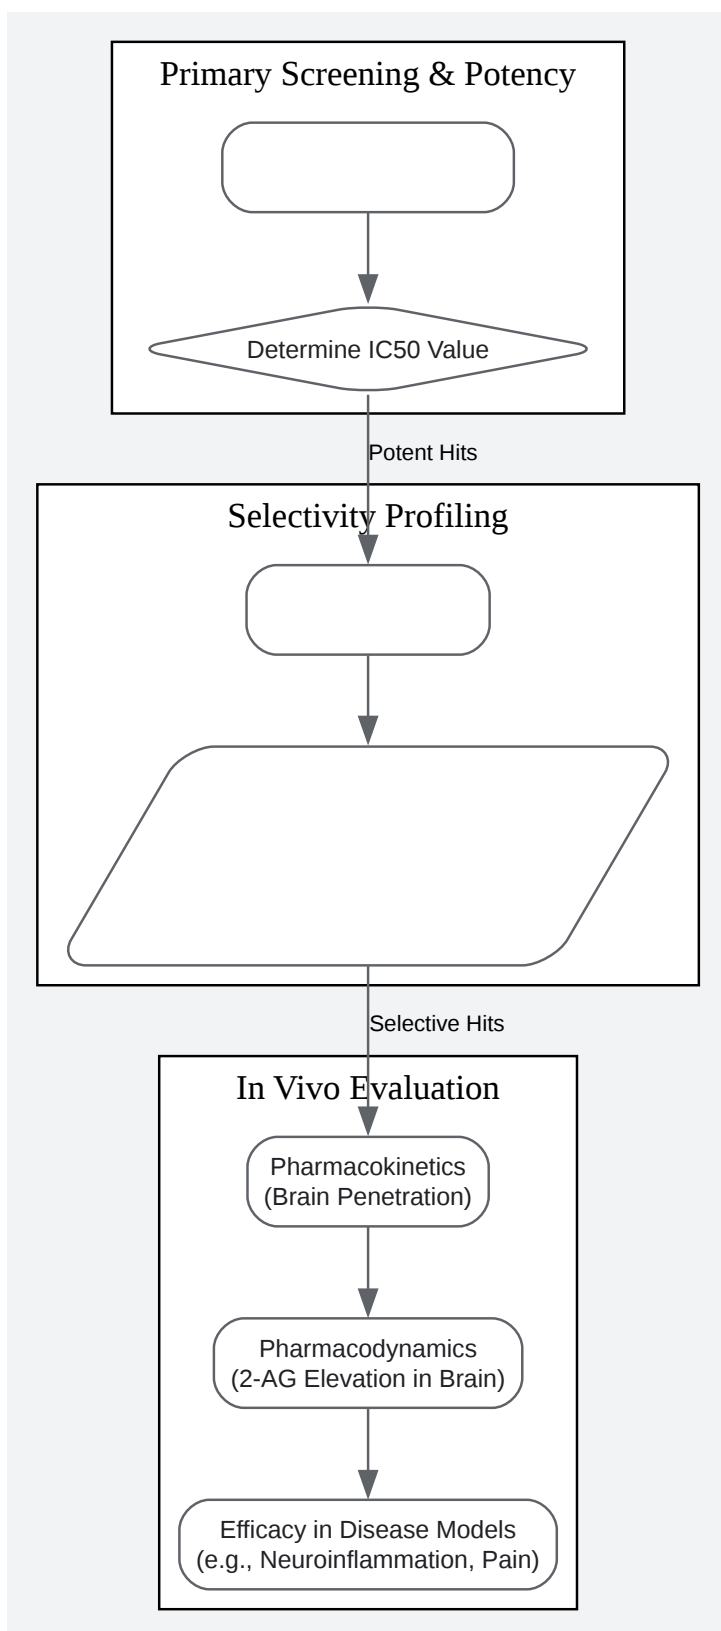 Primary Screening & Potency
Determine IC50 Value
Potent Hits
Selectivity Profiling
Selective Hits
In Vivo Evaluation
Pharmacokinetics
(Brain Penetration)
Pharmacodynamics
(2-AG Elevation in Brain)
Efficacy in Disease Models
(e.g., Neuroinflammation, Pain)